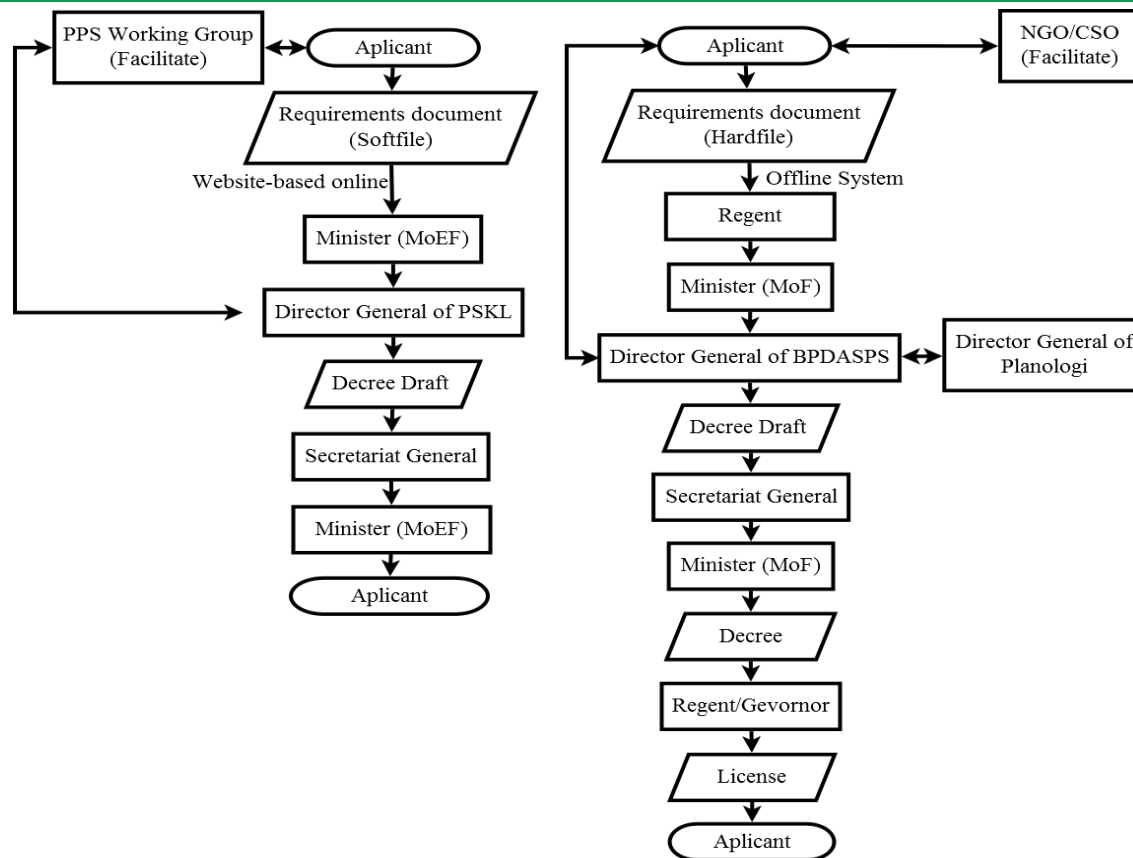 PPS Working Group
(Facilitate)
Aplicant
Requirements document
(Softfile)
Website-based online
Minister (MoEF)
Director General of PSKL
Decree Draft
Secretariat General
Minister (MoEF)
Aplicant
Aplicant
NGO/CSO
(Facilitate)
Requirements document
(Hardfile)
Offline System
Regent
Minister (MoF)
Director General of BPDASPS
Director General of
Planologi
Decree Draft
Secretariat General
Minister (MoF)
Decree
Regent/Gevornor
License
Aplicant